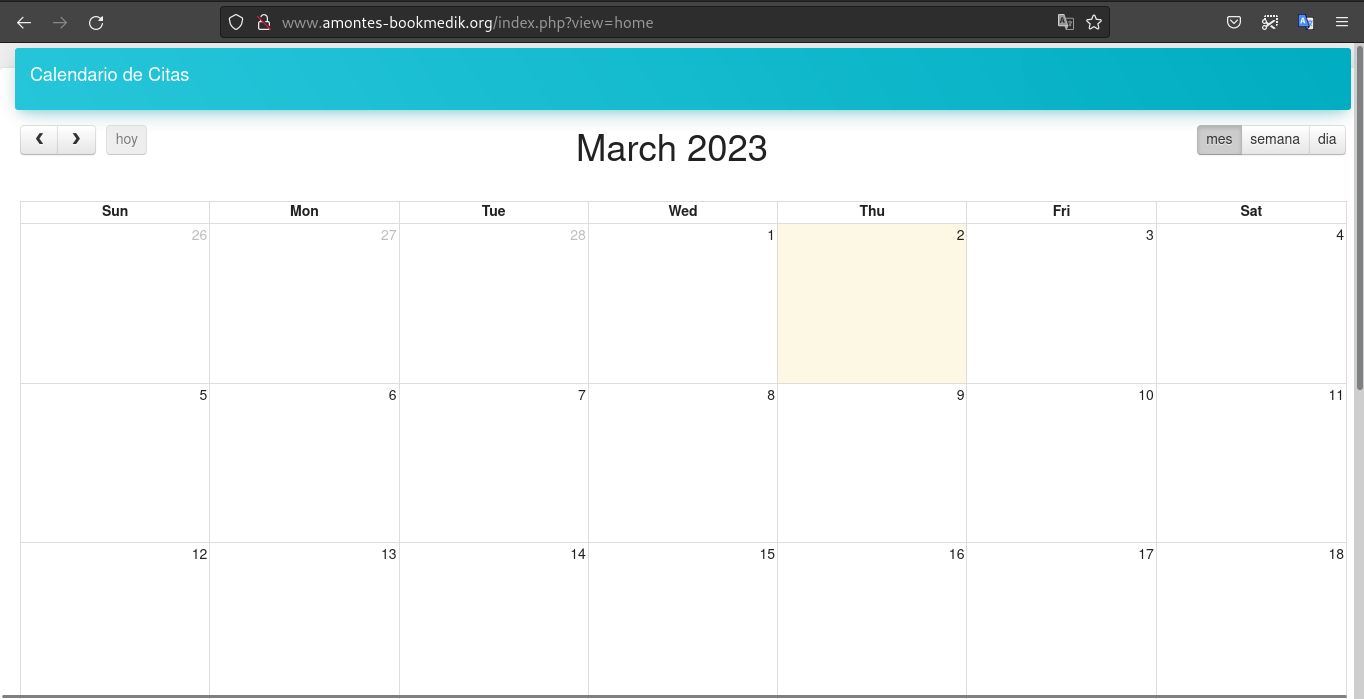 www.amontes-bookmedik.org/index.php?view=home
Calendario de Citas
hoy
March 2023
mes semana dia
Sun Mon Tue Wed Thu Fri Sat
26 27 28 1 2 3 4
5 6 7 8 9 10 11
12 13 14 15 16 17 18